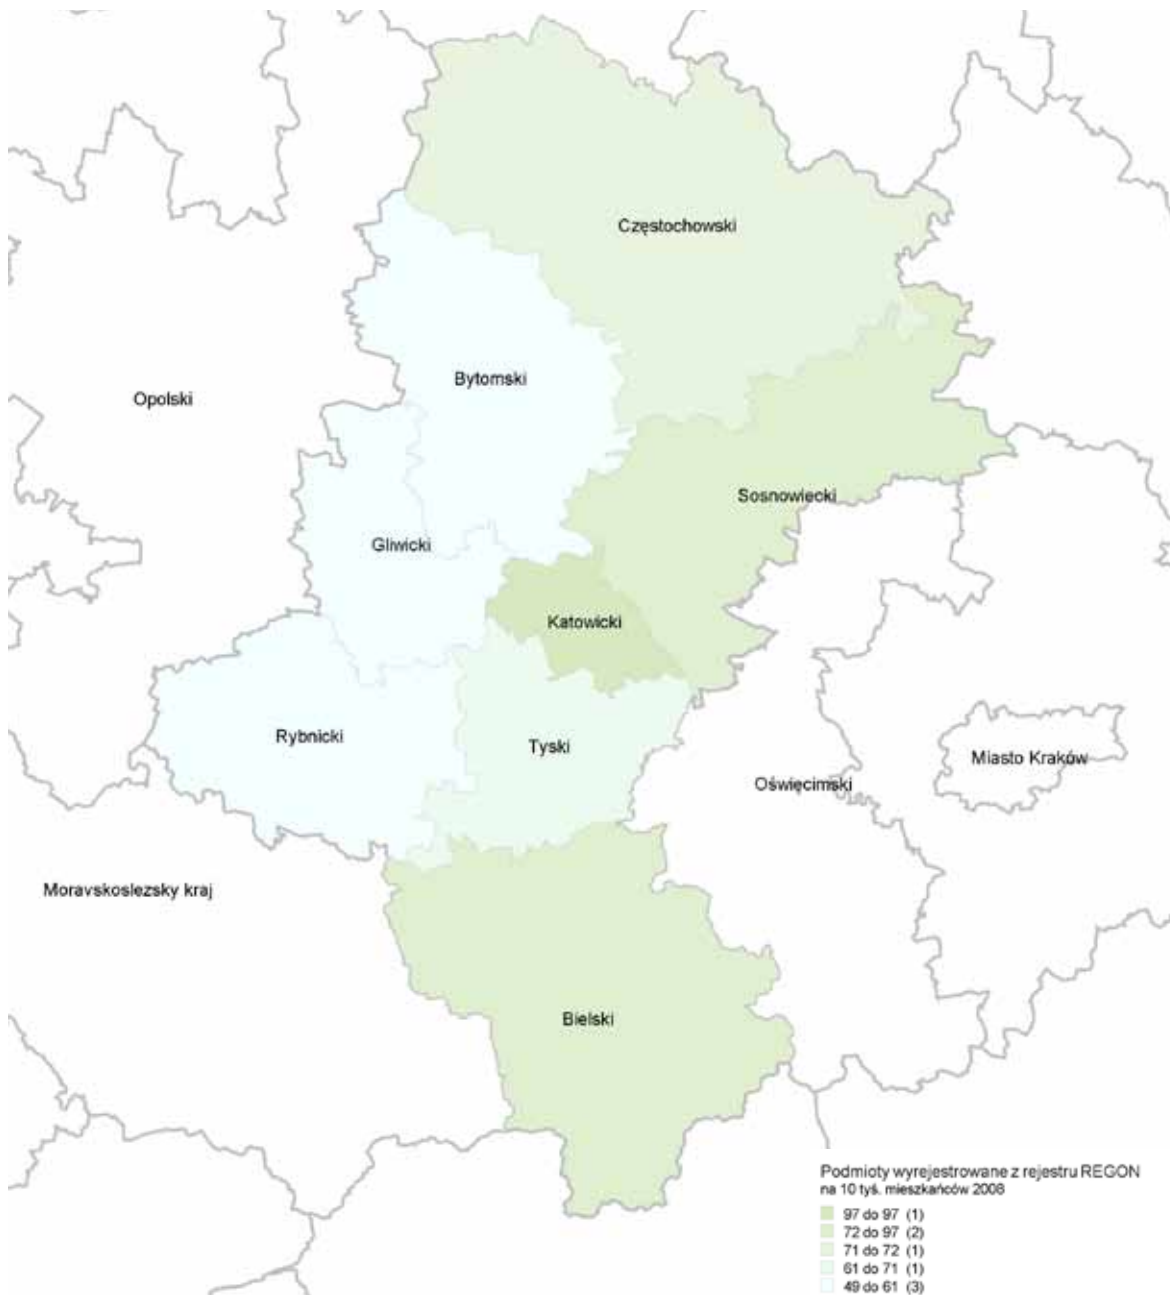 Częstochowski
Bytomski
Opolski
Sosnowiecki
Gliwicki
Katowicki
Rybnicki
Tyski
Miasto Kraków
Oświęcimski
Moravskoslezsky kraj
Bielski
Podmioty wyrejestrowane z rejestru REGON
na 10 tyś. mieszkańców 2008
97 do 97 (1)
72 do 97 (2)
71 do 72 (1)
61 do 71 (1)
49 do 61 (3)